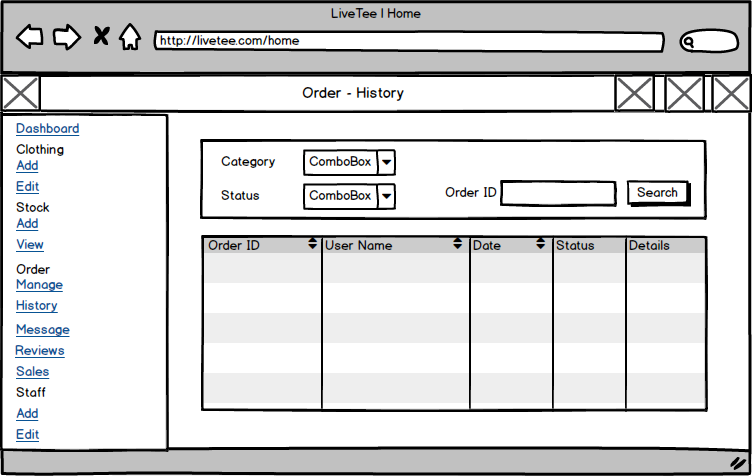 LiveTee | Home
http://livetee.com/home
Order - History
Dashboard
Clothing
Add
Edit
Stock
Add
View
Order
Manage
History
Message
Reviews
Sales
Staff
Add
Edit
Category ComboBox
Status ComboBox Order ID Search
Order ID User Name Date Status Details